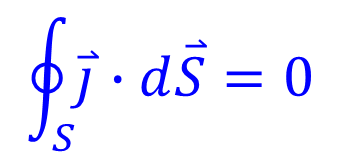 ∮_S j⃗ · dS⃗ = 0